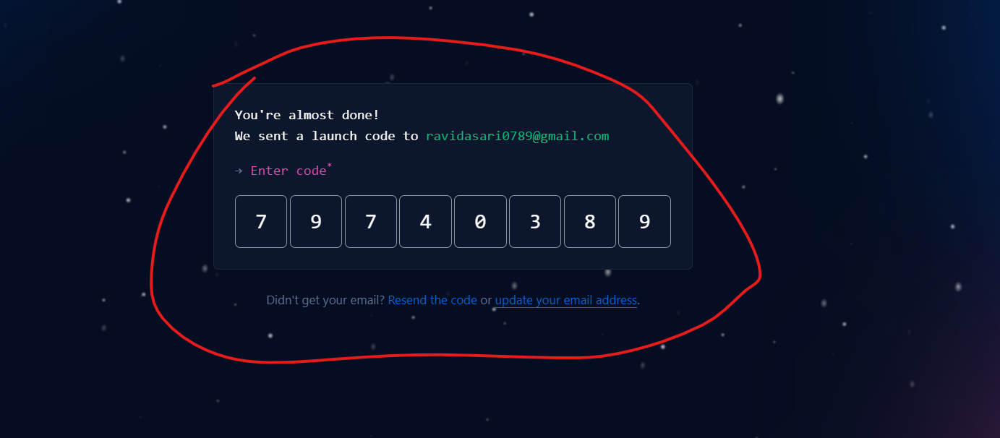 You're almost done!
We sent a launch code to ravidasari0789@gmail.com
→ Enter code*
7 9 7 4 0 3 8 9
Didn't get your email? Resend the code or update your email address.